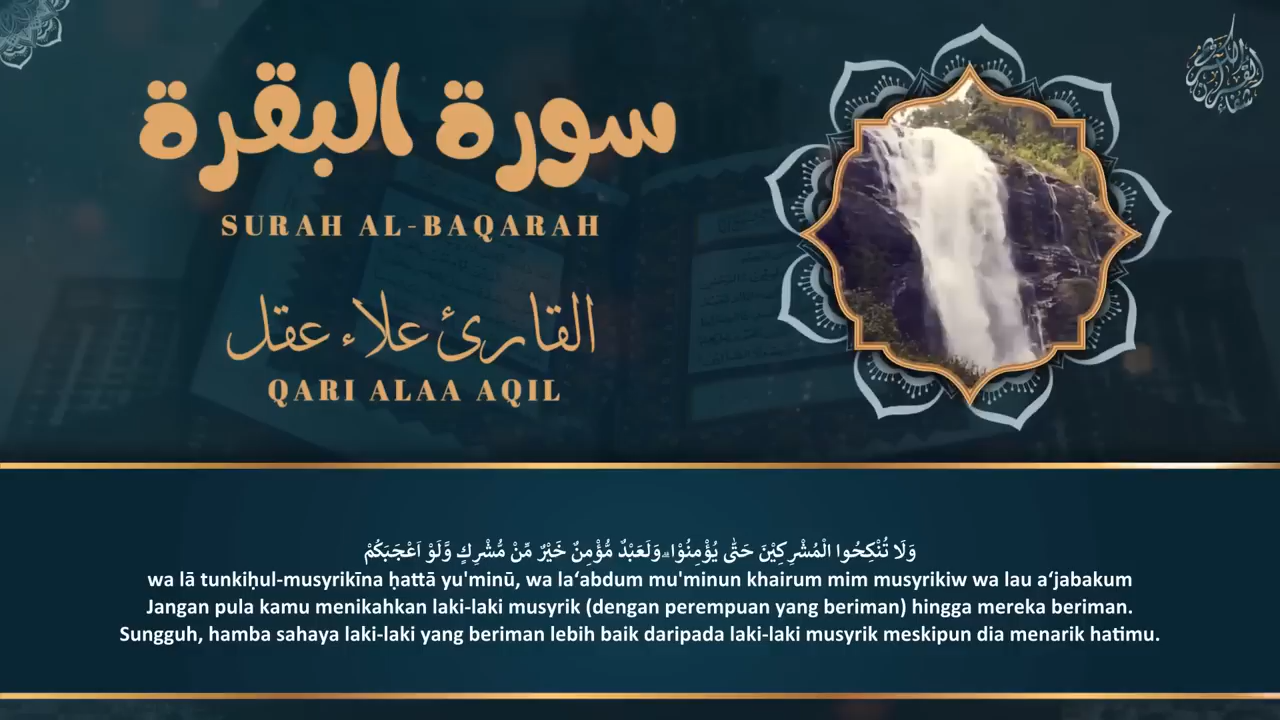 سورة البقرة
SURAH AL-BAQARAH
القارئ علاء عقل
QARI ALAA AQIL
وَلَا تُنْكِحُوا الْمُشْرِكِيْنَ حَتّٰى يُؤْمِنُوْاۗ وَلَعَبْدٌ مُّؤْمِنٌ خَيْرٌ مِّنْ مُّشْرِكٍ وَّلَوْ اَعْجَبَكُمْ
wa lā tunkiḥul-musyrikīna ḥattā yu'minū, wa la‘abdum mu'minun khairum mim musyrikiw wa lau a‘jabakum
Jangan pula kamu menikahkan laki-laki musyrik (dengan perempuan yang beriman) hingga mereka beriman.
Sungguh, hamba sahaya laki-laki yang beriman lebih baik daripada laki-laki musyrik meskipun dia menarik hatimu.